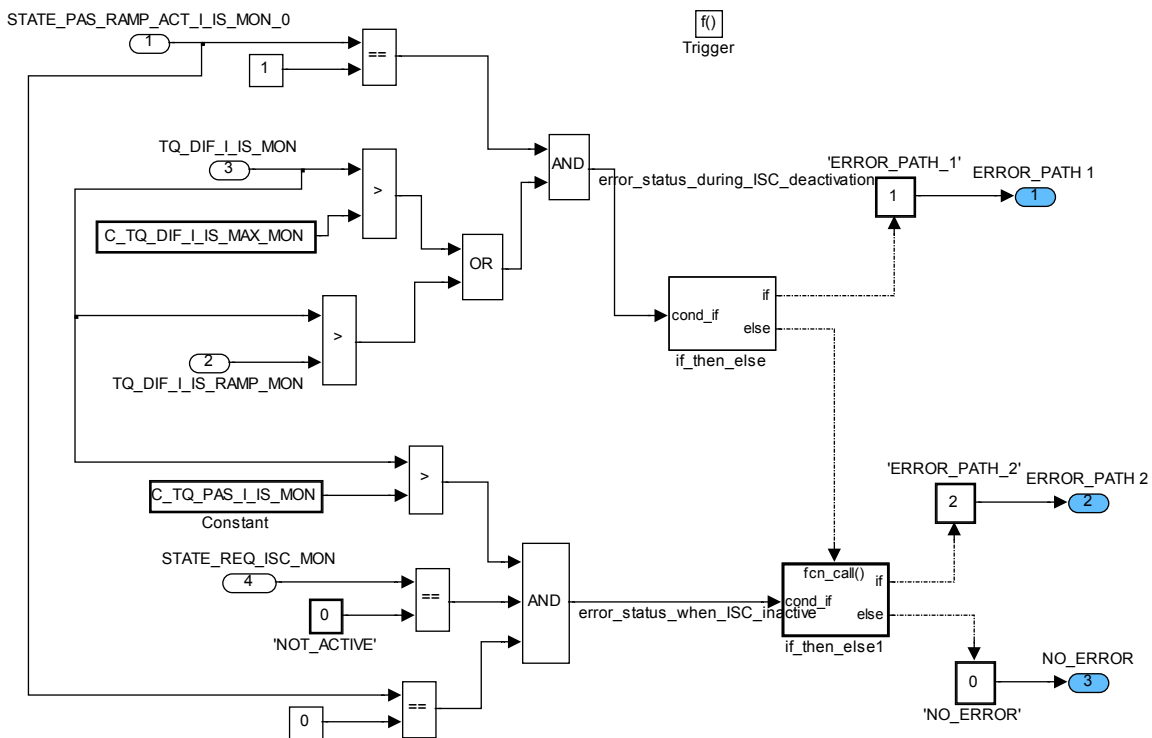 STATE_PAS_RAMP_ACT_I_IS_MON_0
1
1
==
f()
Trigger
TQ_DIF_I_IS_MON
3
>
C_TQ_DIF_I_IS_MAX_MON
OR
AND
error_status_during_ISC_deactivation
'ERROR_PATH_1'
1
ERROR_PATH 1
1
>
2
TQ_DIF_I_IS_RAMP_MON
cond_if
if
else
if_then_else
>
C_TQ_PAS_I_IS_MON
Constant
STATE_REQ_ISC_MON
4
==
0
'NOT_ACTIVE'
AND
error_status_when_ISC_inactive
fcn_call()
cond_if
if
else
if_then_else1
'ERROR_PATH_2'
2
ERROR_PATH 2
2
0
'NO_ERROR'
NO_ERROR
3
==
0